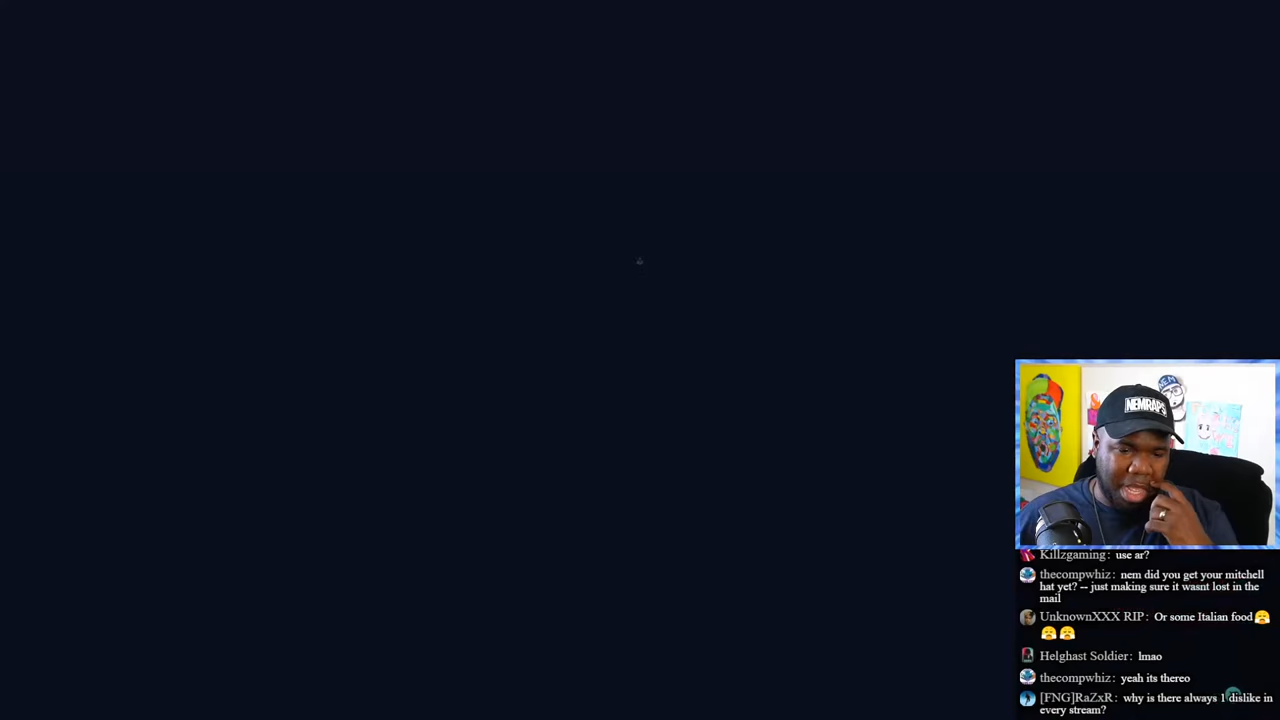 NEM
NEMRAPS
Killzgaming: use ar?
thecompwhiz: nem did you get your mitchell
hat yet? -- just making sure it wasnt lost in the
mail
UnknownXXX RIP: Or some Italian food😤
😤😤
Helghast Soldier: lmao
thecompwhiz: yeah its thereo
[FNG]RaZxR: why is there always 1 dislike in
every stream?